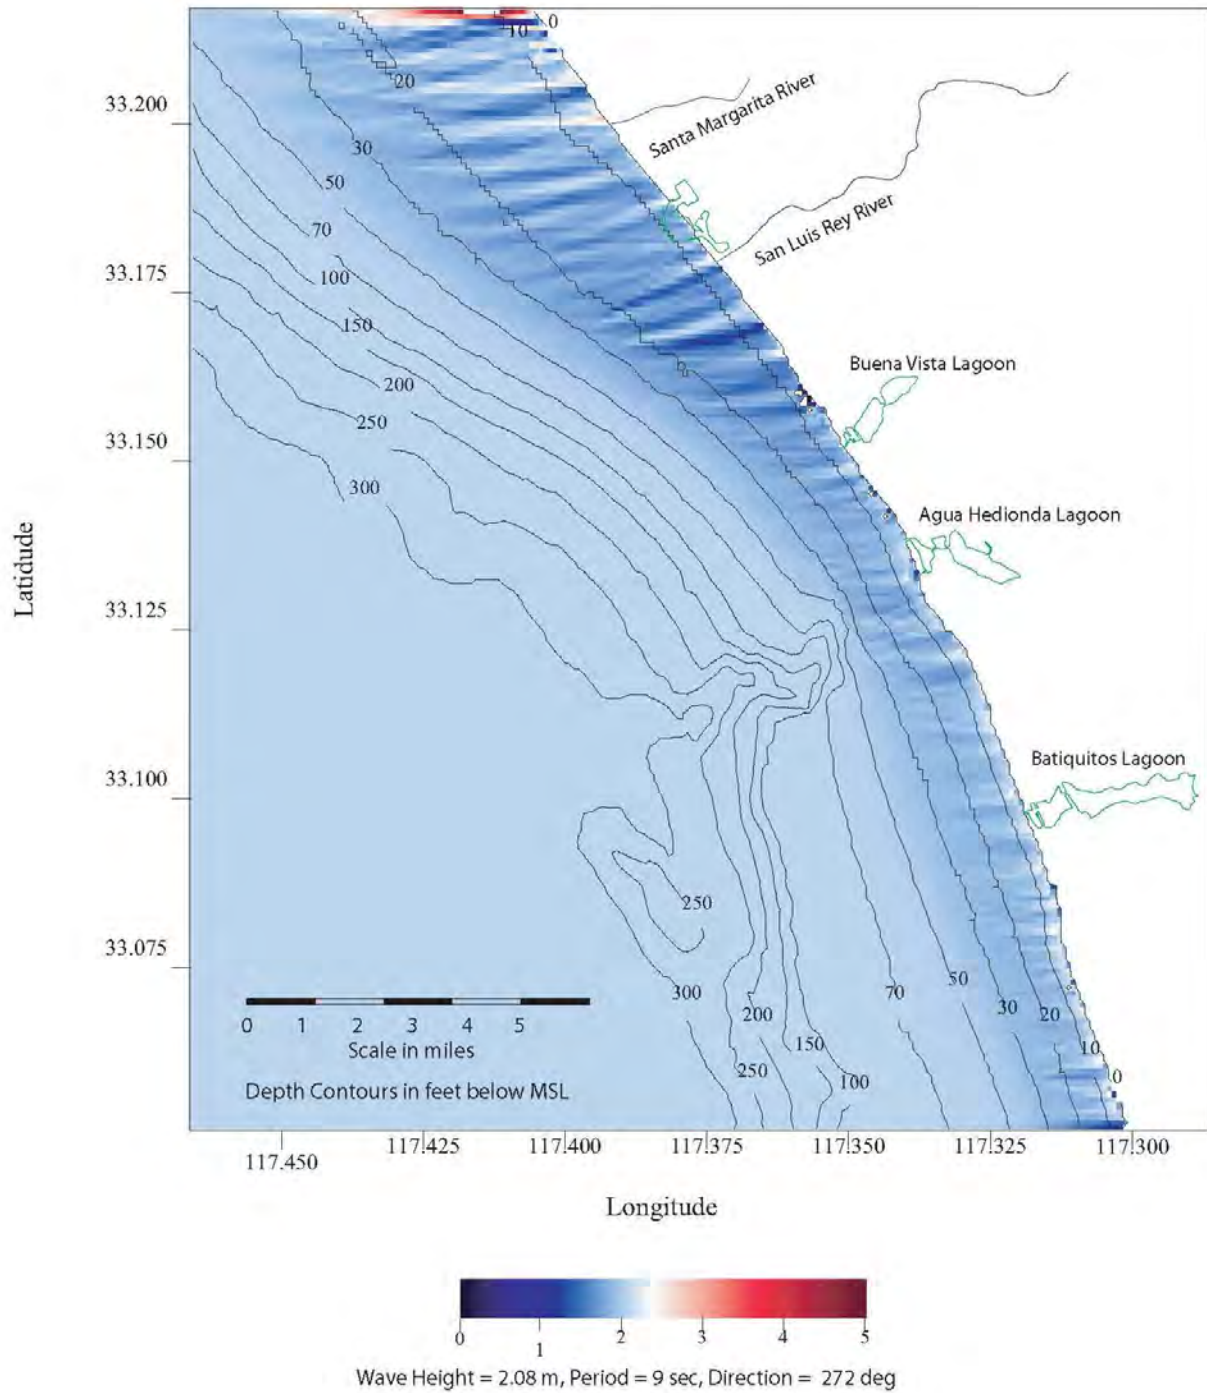 0
10
20
33.200
Santa Margarita River
30
50
San Luis Rey River
70
33.175
100
150
Buena Vista Lagoon
200
250
33.150
300
Agua Hedionda Lagoon
Latidude
33.125
Batiquitos Lagoon
33.100
250
33.075
300
200
150
250
100
70
50
30
20
10
0
0 1 2 3 4 5
Scale in miles
Depth Contours in feet below MSL
117.450 117.425 117.400 117.375 117.350 117.325 117.300
Longitude
0 1 2 3 4 5
Wave Height = 2.08 m, Period = 9 sec, Direction = 272 deg